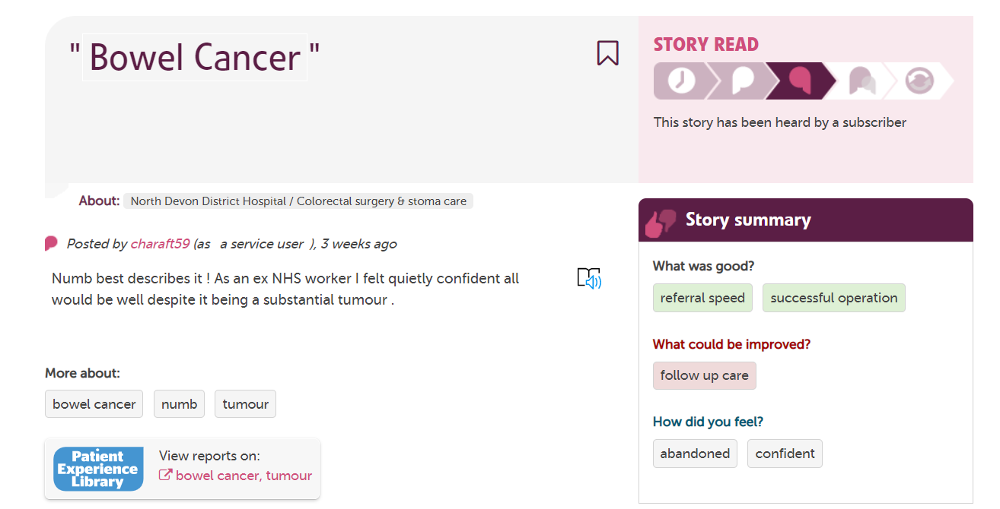 " Bowel Cancer "
STORY READ
This story has been heard by a subscriber
About: North Devon District Hospital / Colorectal surgery & stoma care
Posted by charaft59 (as a service user ), 3 weeks ago
Numb best describes it ! As an ex NHS worker I felt quietly confident all
would be well despite it being a substantial tumour .
More about:
bowel cancer numb tumour
Patient
Experience
Library
View reports on:
bowel cancer, tumour
Story summary
What was good?
referral speed successful operation
What could be improved?
follow up care
How did you feel?
abandoned confident